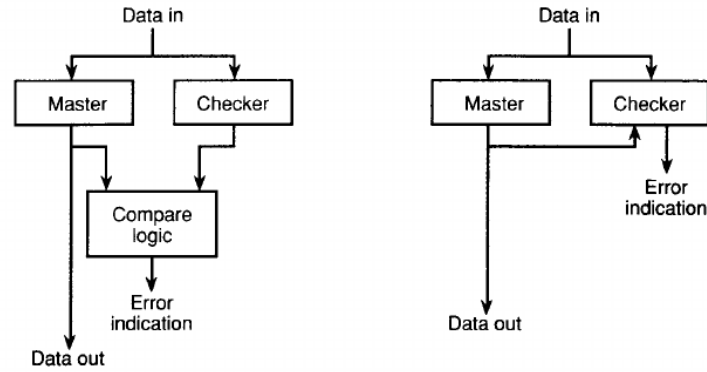 Data in
Master
Checker
Compare
logic
Error
indication
Data out
Data in
Master
Checker
Error
indication
Data out